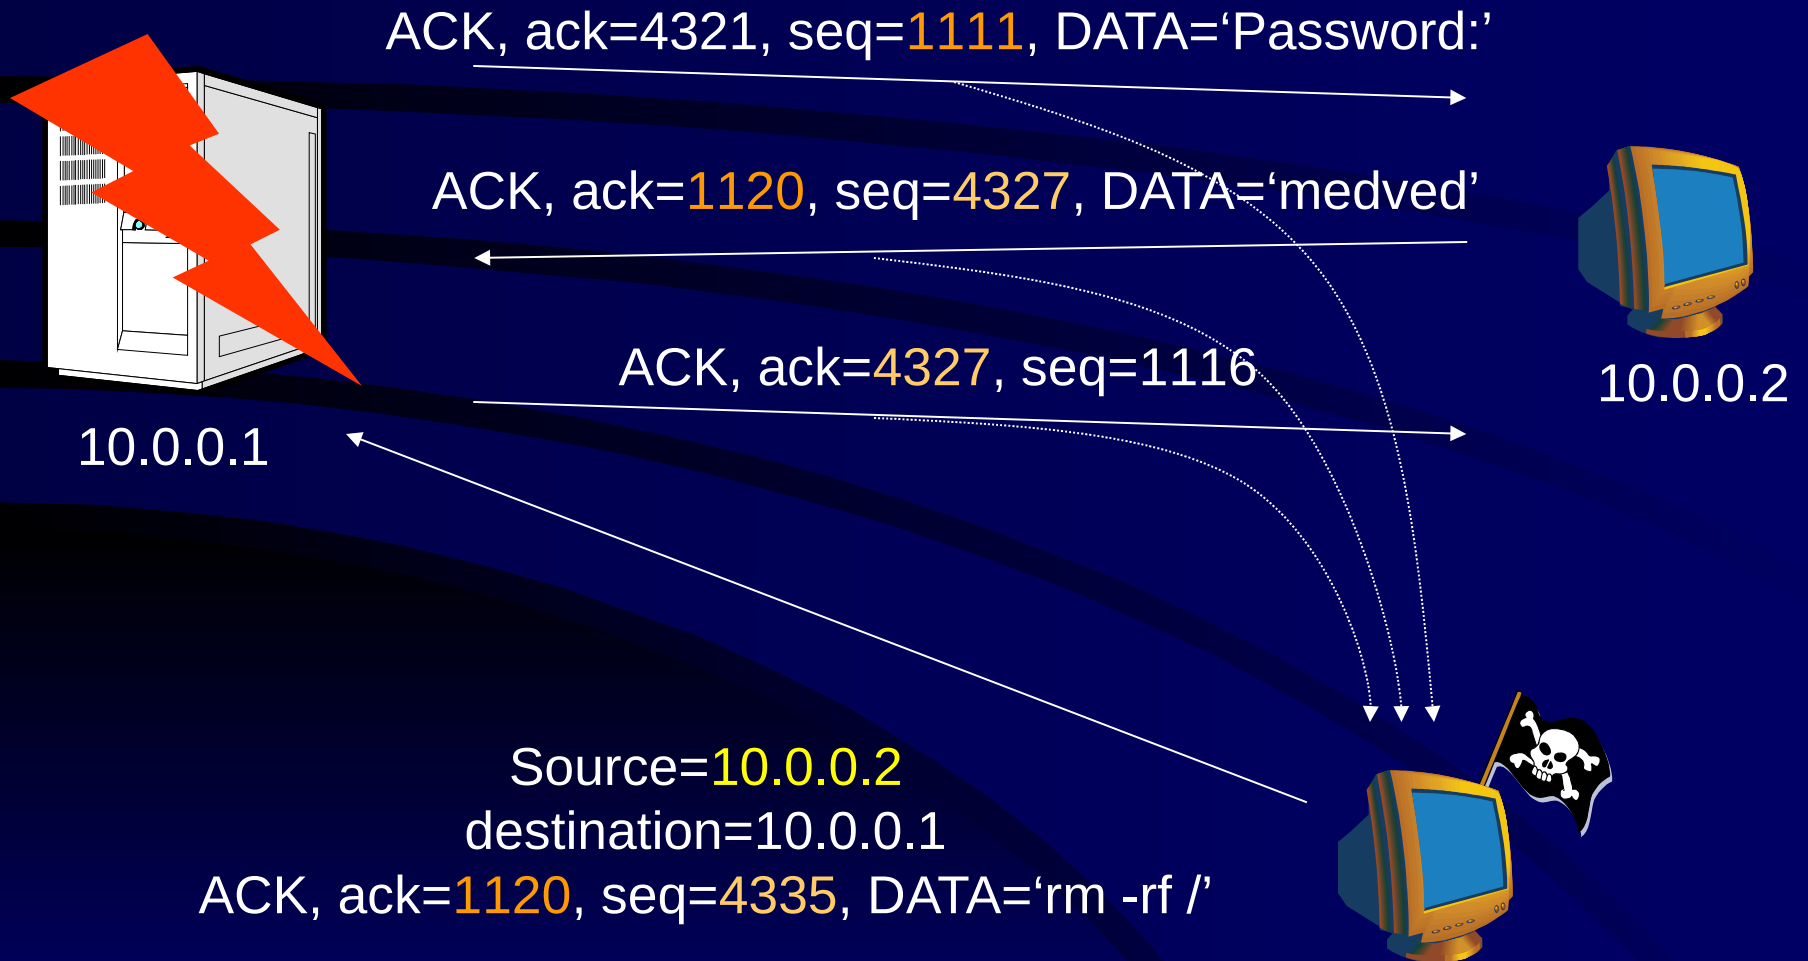 ACK, ack=4321, seq=1111, DATA=‘Password:’
ACK, ack=1120, seq=4327, DATA=‘medved’
ACK, ack=4327, seq=1116
10.0.0.2
10.0.0.1
Source=10.0.0.2
destination=10.0.0.1
ACK, ack=1120, seq=4335, DATA=‘rm -rf /’